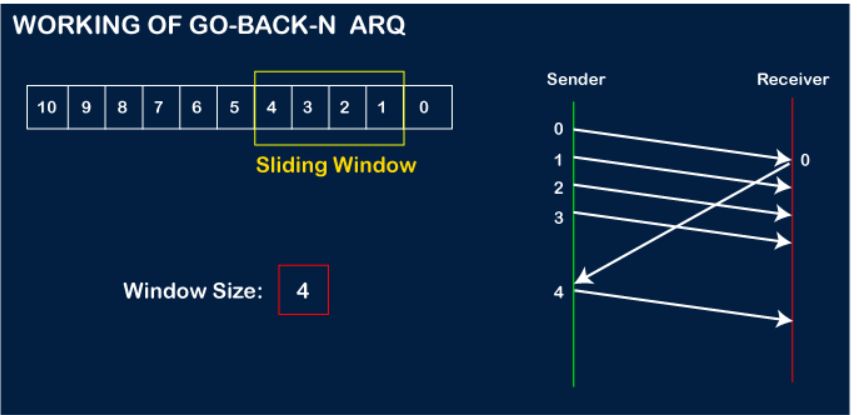 WORKING OF GO-BACK-N ARQ
10 9 8 7 6 5 4 3 2 1 0
Sliding Window
Window Size: 4
Sender Receiver
0
1 0
2
3
4